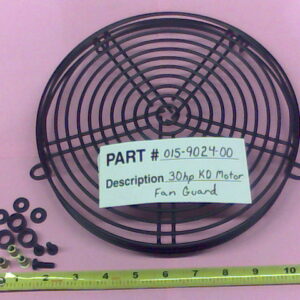 PART # 015-9024-00
Description 30hp KD Motor
Fan Guard
1 2 3 4 5 6 7 8 9 10